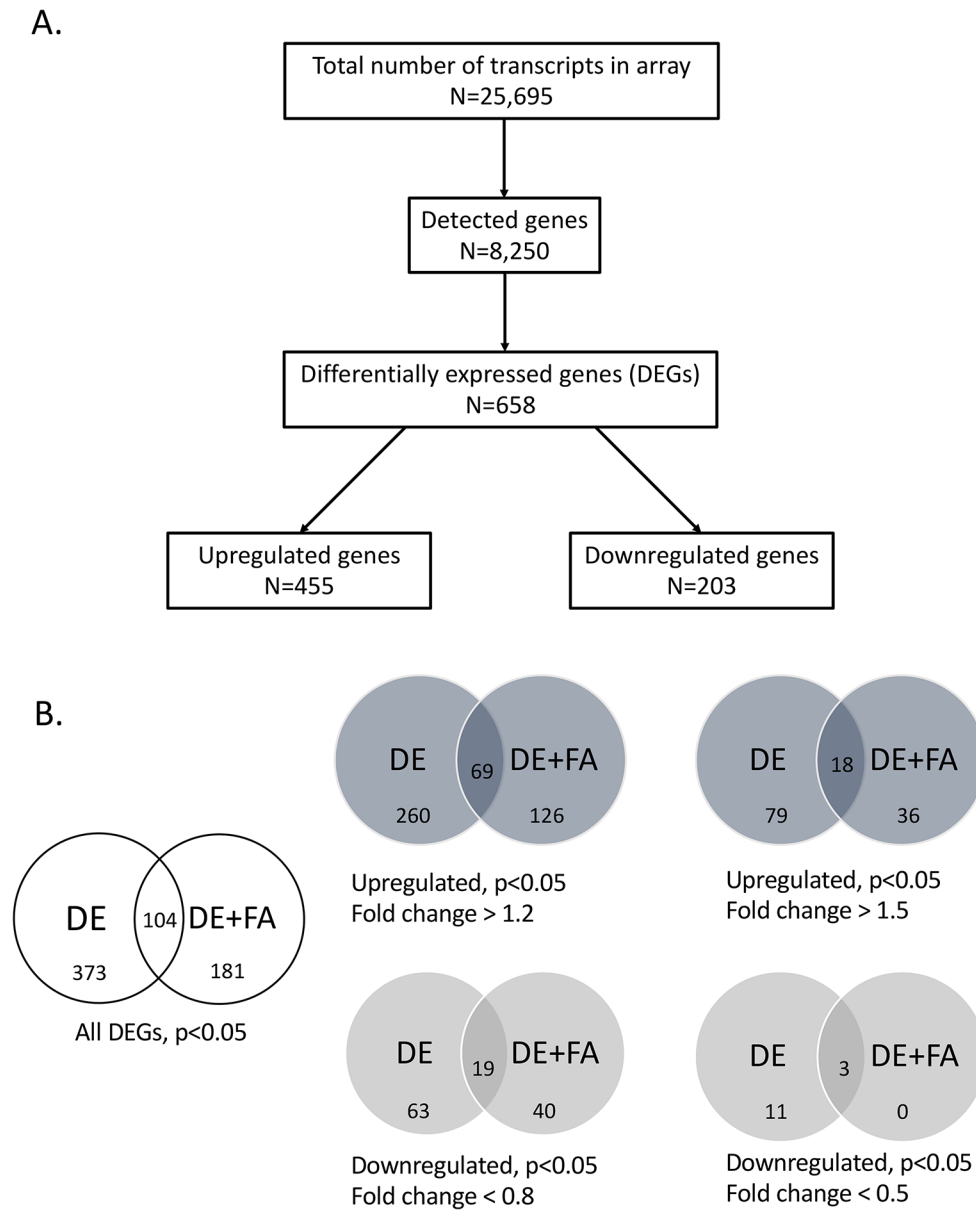 A.
Total number of transcripts in array
N=25,695
Detected genes
N=8,250
Differentially expressed genes (DEGs)
N=658
Upregulated genes
N=455
Downregulated genes
N=203
B.
DE
104
DE+FA
373
181
All DEGs, p<0.05
DE
69
DE+FA
260
126
Upregulated, p<0.05
Fold change > 1.2
DE
18
DE+FA
79
36
Upregulated, p<0.05
Fold change > 1.5
DE
19
DE+FA
63
40
Downregulated, p<0.05
Fold change < 0.8
DE
3
DE+FA
11
0
Downregulated, p<0.05
Fold change < 0.5